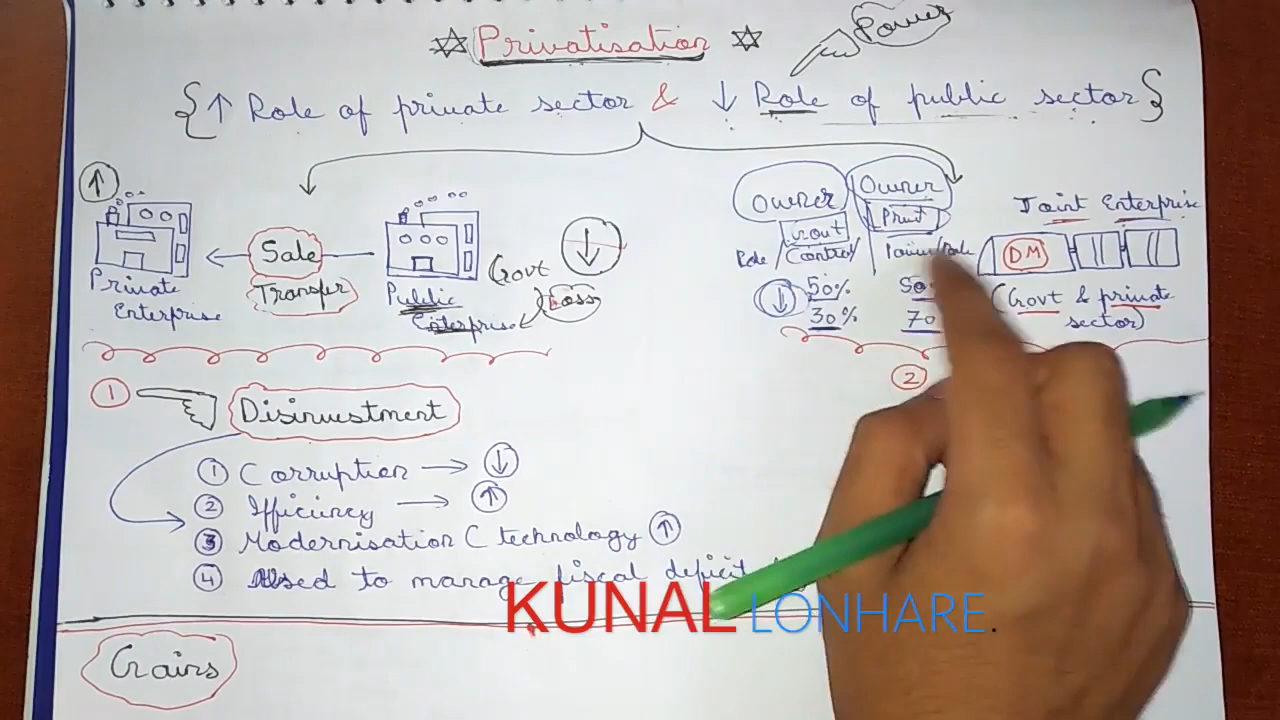 Privatisation
Power
{↑ Role of private sector & ↓ Role of public sector}
↑
Private
Enterprise
Sale
Transfer
Public
Enterprise
Govt
Loss
↓
Owner
Govt
Role / Control
↓ 50%
30%
Owner
70
Joint Enterprise
DM
(Govt & private
sector)
① Disinvestment
① Corruption → ↓
② Efficiency → ↑
③ Modernisation C technology ↑
④ Used to manage fiscal deficit
②
KUNAL LONHARE.